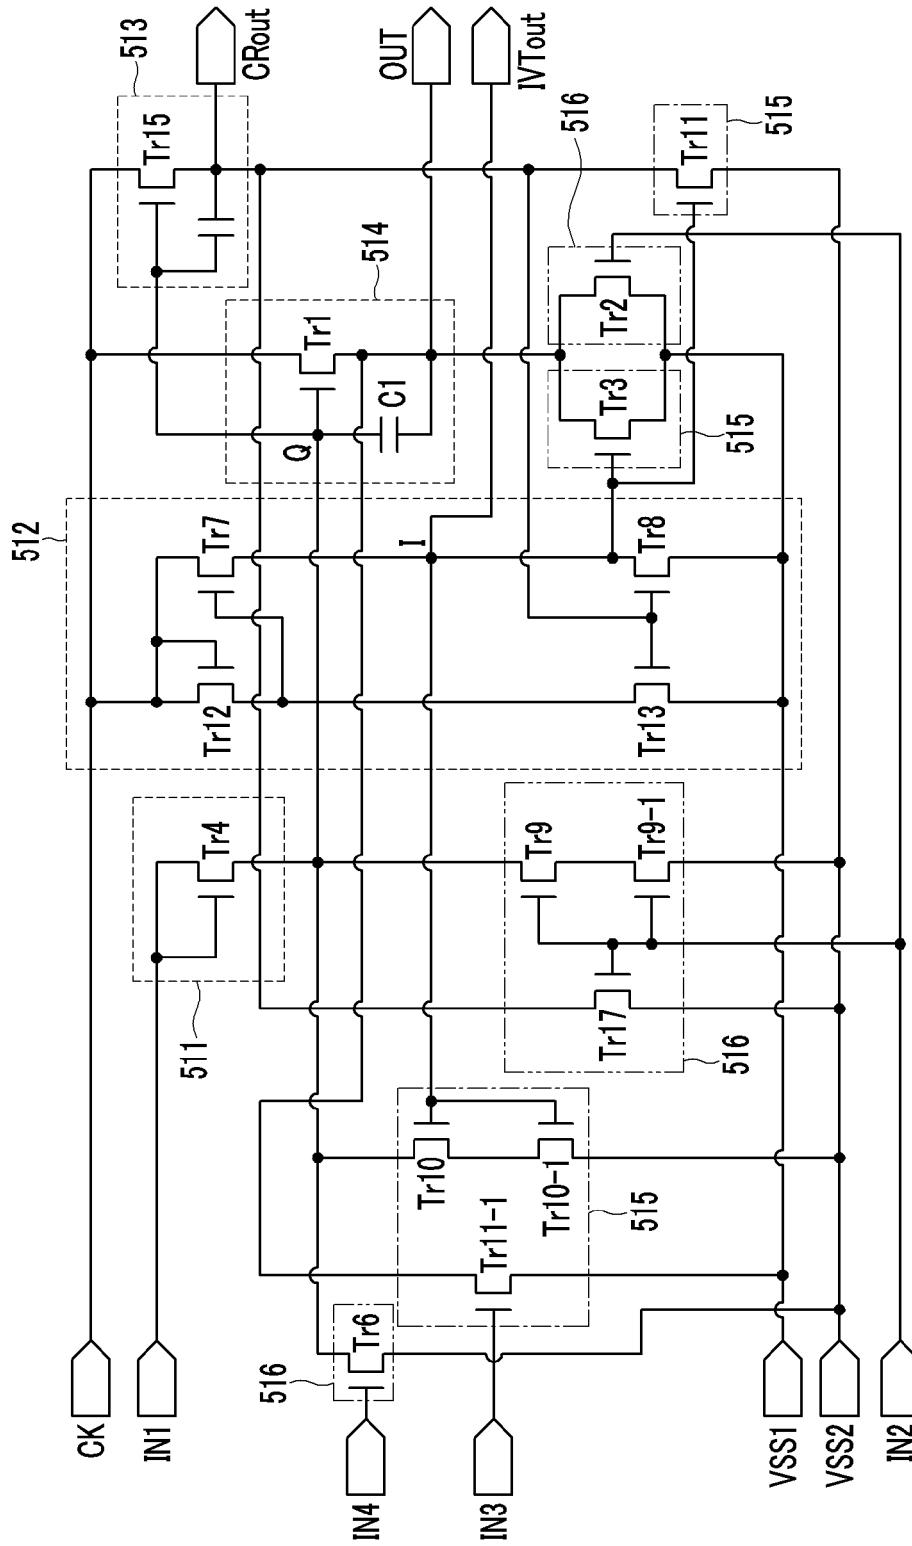 CK
IN1
IN4
IN3
VSS1
VSS2
IN2
516
Tr6
Tr11-1
515
Tr10
Tr10-1
511
Tr4
516
Tr17
Tr9
Tr9-1
512
Tr12
Tr7
I
Tr13
Tr8
Q
514
Tr1
C1
515
Tr3
Tr2
516
513
Tr15
515
Tr11
CRout
OUT
IVTout